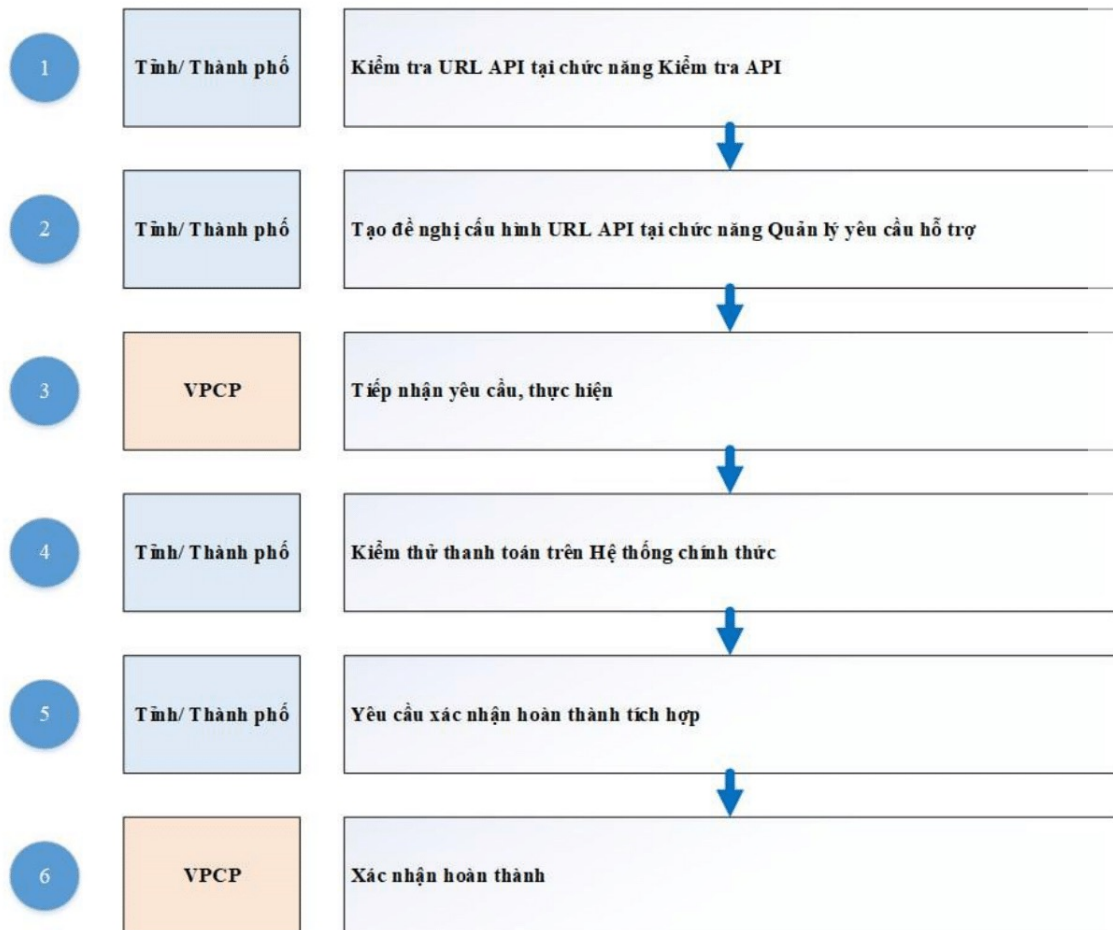 1
Tỉnh/ Thành phố
Kiểm tra URL API tại chức năng Kiểm tra API
2
Tỉnh/ Thành phố
Tạo đề nghị cấu hình URL API tại chức năng Quản lý yêu cầu hỗ trợ
3
VPCP
Tiếp nhận yêu cầu, thực hiện
4
Tỉnh/ Thành phố
Kiểm thử thanh toán trên Hệ thống chính thức
5
Tỉnh/ Thành phố
Yêu cầu xác nhận hoàn thành tích hợp
6
VPCP
Xác nhận hoàn thành